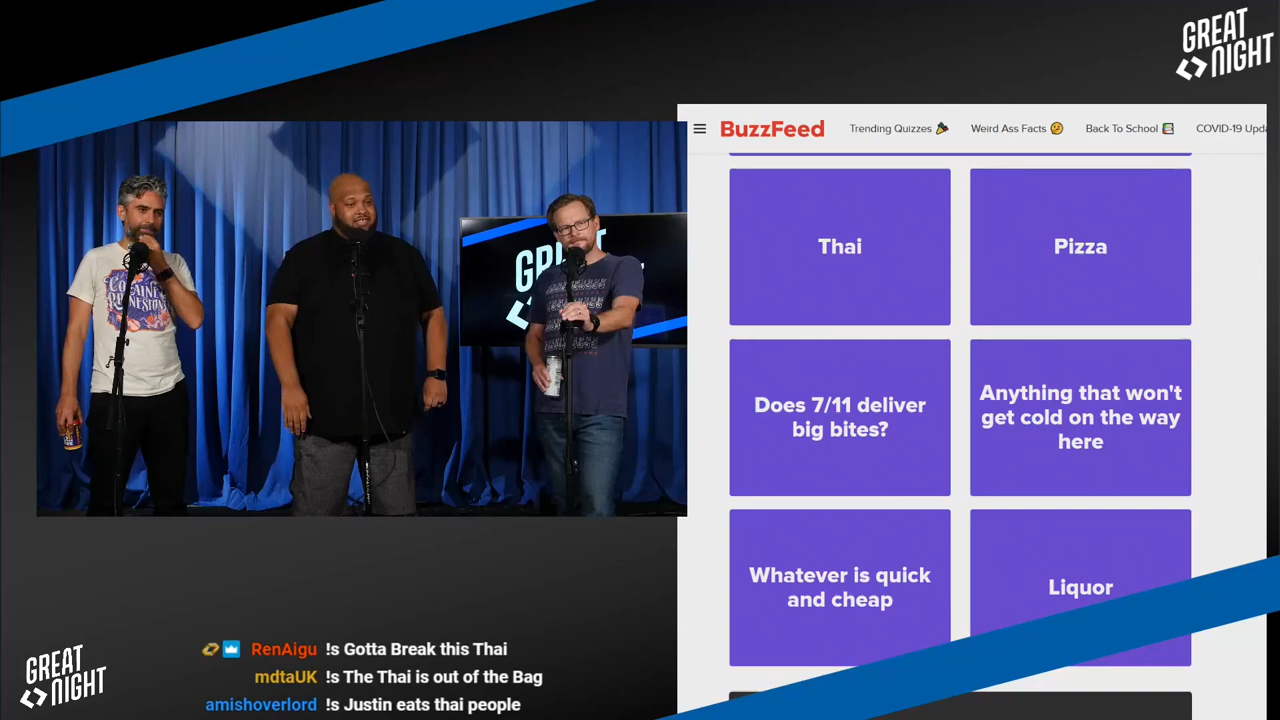 GREAT
NIGHT
BuzzFeed
Trending Quizzes
Weird Ass Facts
Back To School
COVID-19 Upda
Thai
Pizza
Does 7/11 deliver
big bites?
Anything that won't
get cold on the way
here
Whatever is quick
and cheap
Liquor
COCAINE
RHINESTONES
GRE T
GREAT
NIGHT
RenAigu !s Gotta Break this Thai
mdtaUK !s The Thai is out of the Bag
amishoverlord !s Justin eats thai people